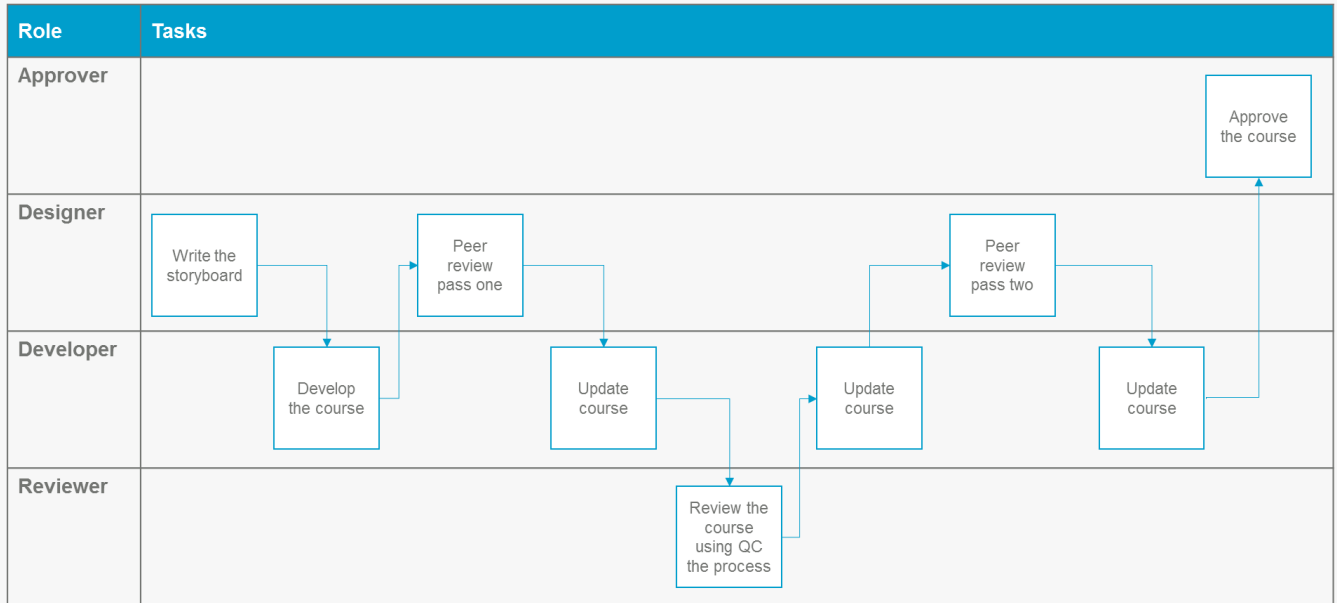 Role
Tasks
Approver
Approve
the course
Designer
Write the
storyboard
Peer
review
pass one
Peer
review
pass two
Developer
Develop
the course
Update
course
Update
course
Update
course
Reviewer
Review the
course
using QC
the process